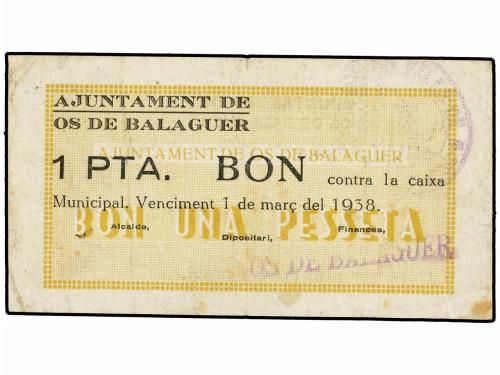 AJUNTAMENT DE
OS DE BALAGUER
AJUNTAMENT DE OS DE BALAGUER
1 PTA. BON contra la caixa
Municipal. Venciment 1 de març del 1938.
BON UNA PESSETA
Alcalde, Dipositari, Finances,
OS DE BALAGUER